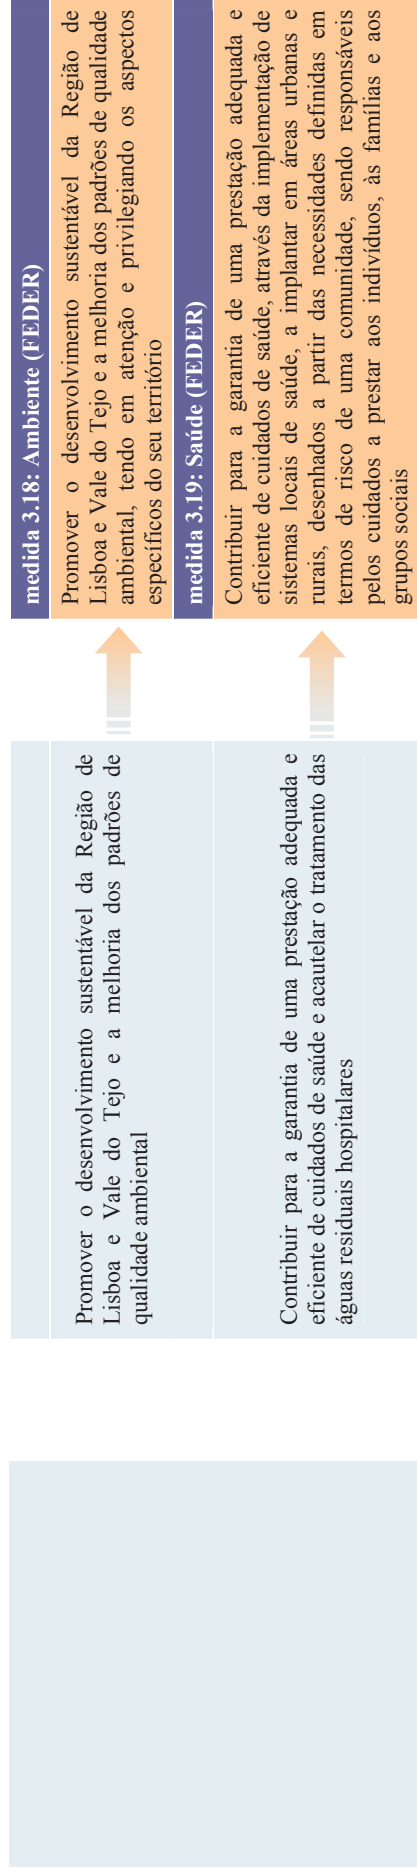 Promover o desenvolvimento sustentável da Região de
Lisboa e Vale do Tejo e a melhoria dos padrões de
qualidade ambiental
Contribuir para a garantia de uma prestação adequada e
eficiente de cuidados de saúde e acautelar o tratamento das
águas residuais hospitalares
medida 3.18: Ambiente (FEDER)
Promover o desenvolvimento sustentável da Região de
Lisboa e Vale do Tejo e a melhoria dos padrões de qualidade
ambiental, tendo em atenção e privilegiando os aspectos
específicos do seu território
medida 3.19: Saúde (FEDER)
Contribuir para a garantia de uma prestação adequada e
eficiente de cuidados de saúde, através da implementação de
sistemas locais de saúde, a implantar em áreas urbanas e
rurais, desenhados a partir das necessidades definidas em
termos de risco de uma comunidade, sendo responsáveis
pelos cuidados a prestar aos indivíduos, às famílias e aos
grupos sociais